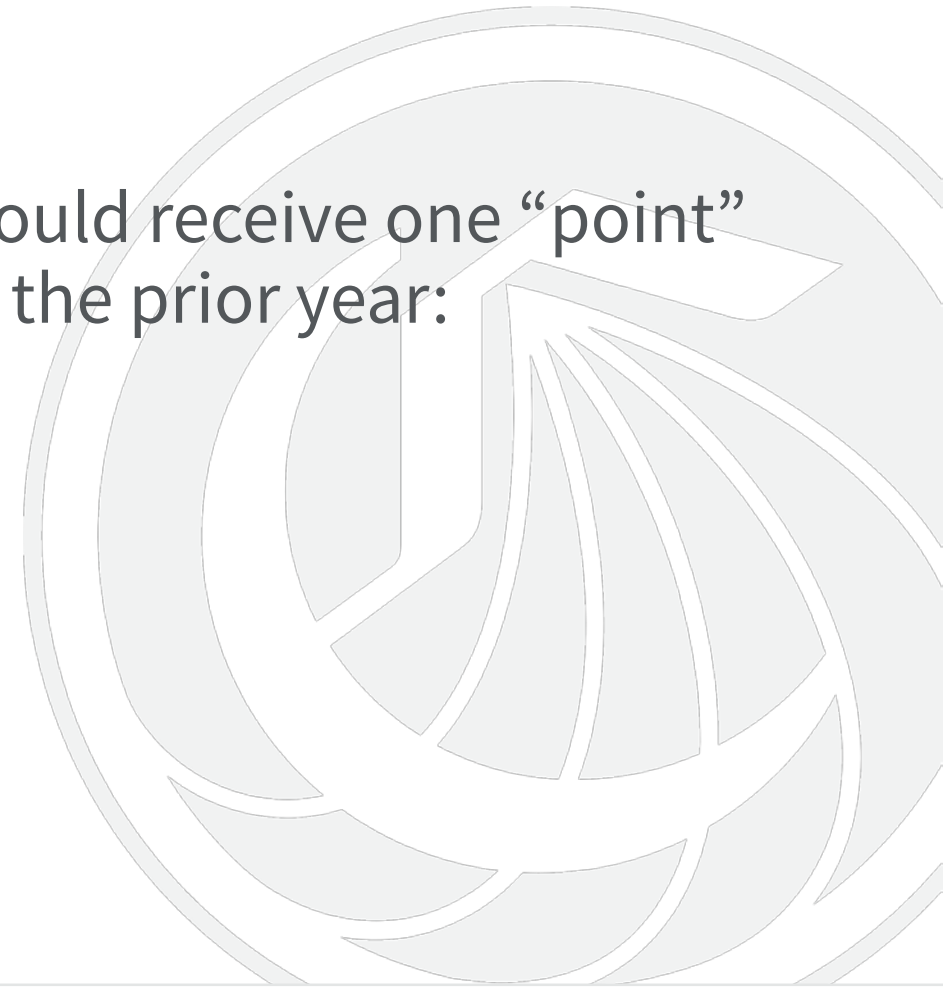 ould receive one “point”
the prior year: